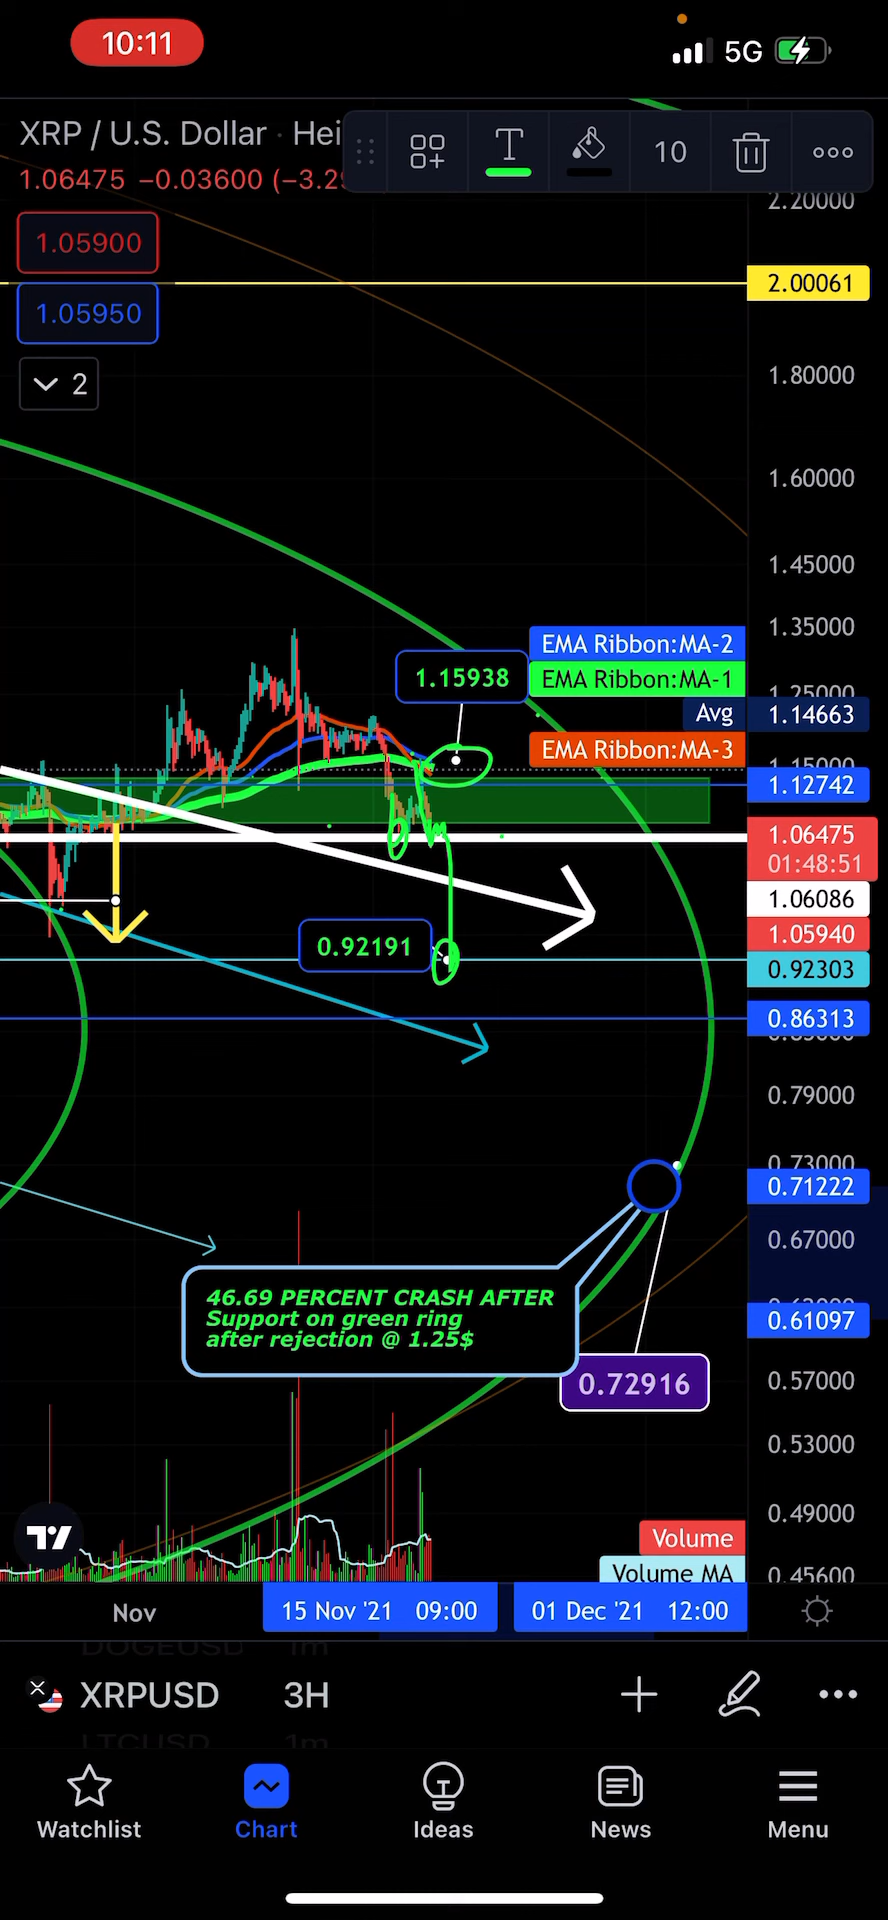 10:11
5G
XRP / U.S. Dollar · Hei
10
1.06475 −0.03600 (−3.29
2.20000
1.05900
2.00061
1.05950
2
1.80000
1.60000
1.45000
1.35000
EMA Ribbon:MA-2
1.15938
EMA Ribbon:MA-1
1.25000
Avg
1.14663
EMA Ribbon:MA-3
1.15000
1.12742
1.06475
01:48:51
1.06086
1.05940
0.92191
0.92303
0.86313
0.79000
0.73000
0.71222
0.67000
46.69 PERCENT CRASH AFTER
Support on green ring
after rejection @ 1.25$
0.61097
0.72916
0.57000
0.53000
0.49000
Volume
Volume MA
0.45600
Nov
15 Nov '21 09:00
01 Dec '21 12:00
DOGEUSD 1m
XRPUSD 3H
LTCUSD 1m
Watchlist
Chart
Ideas
News
Menu